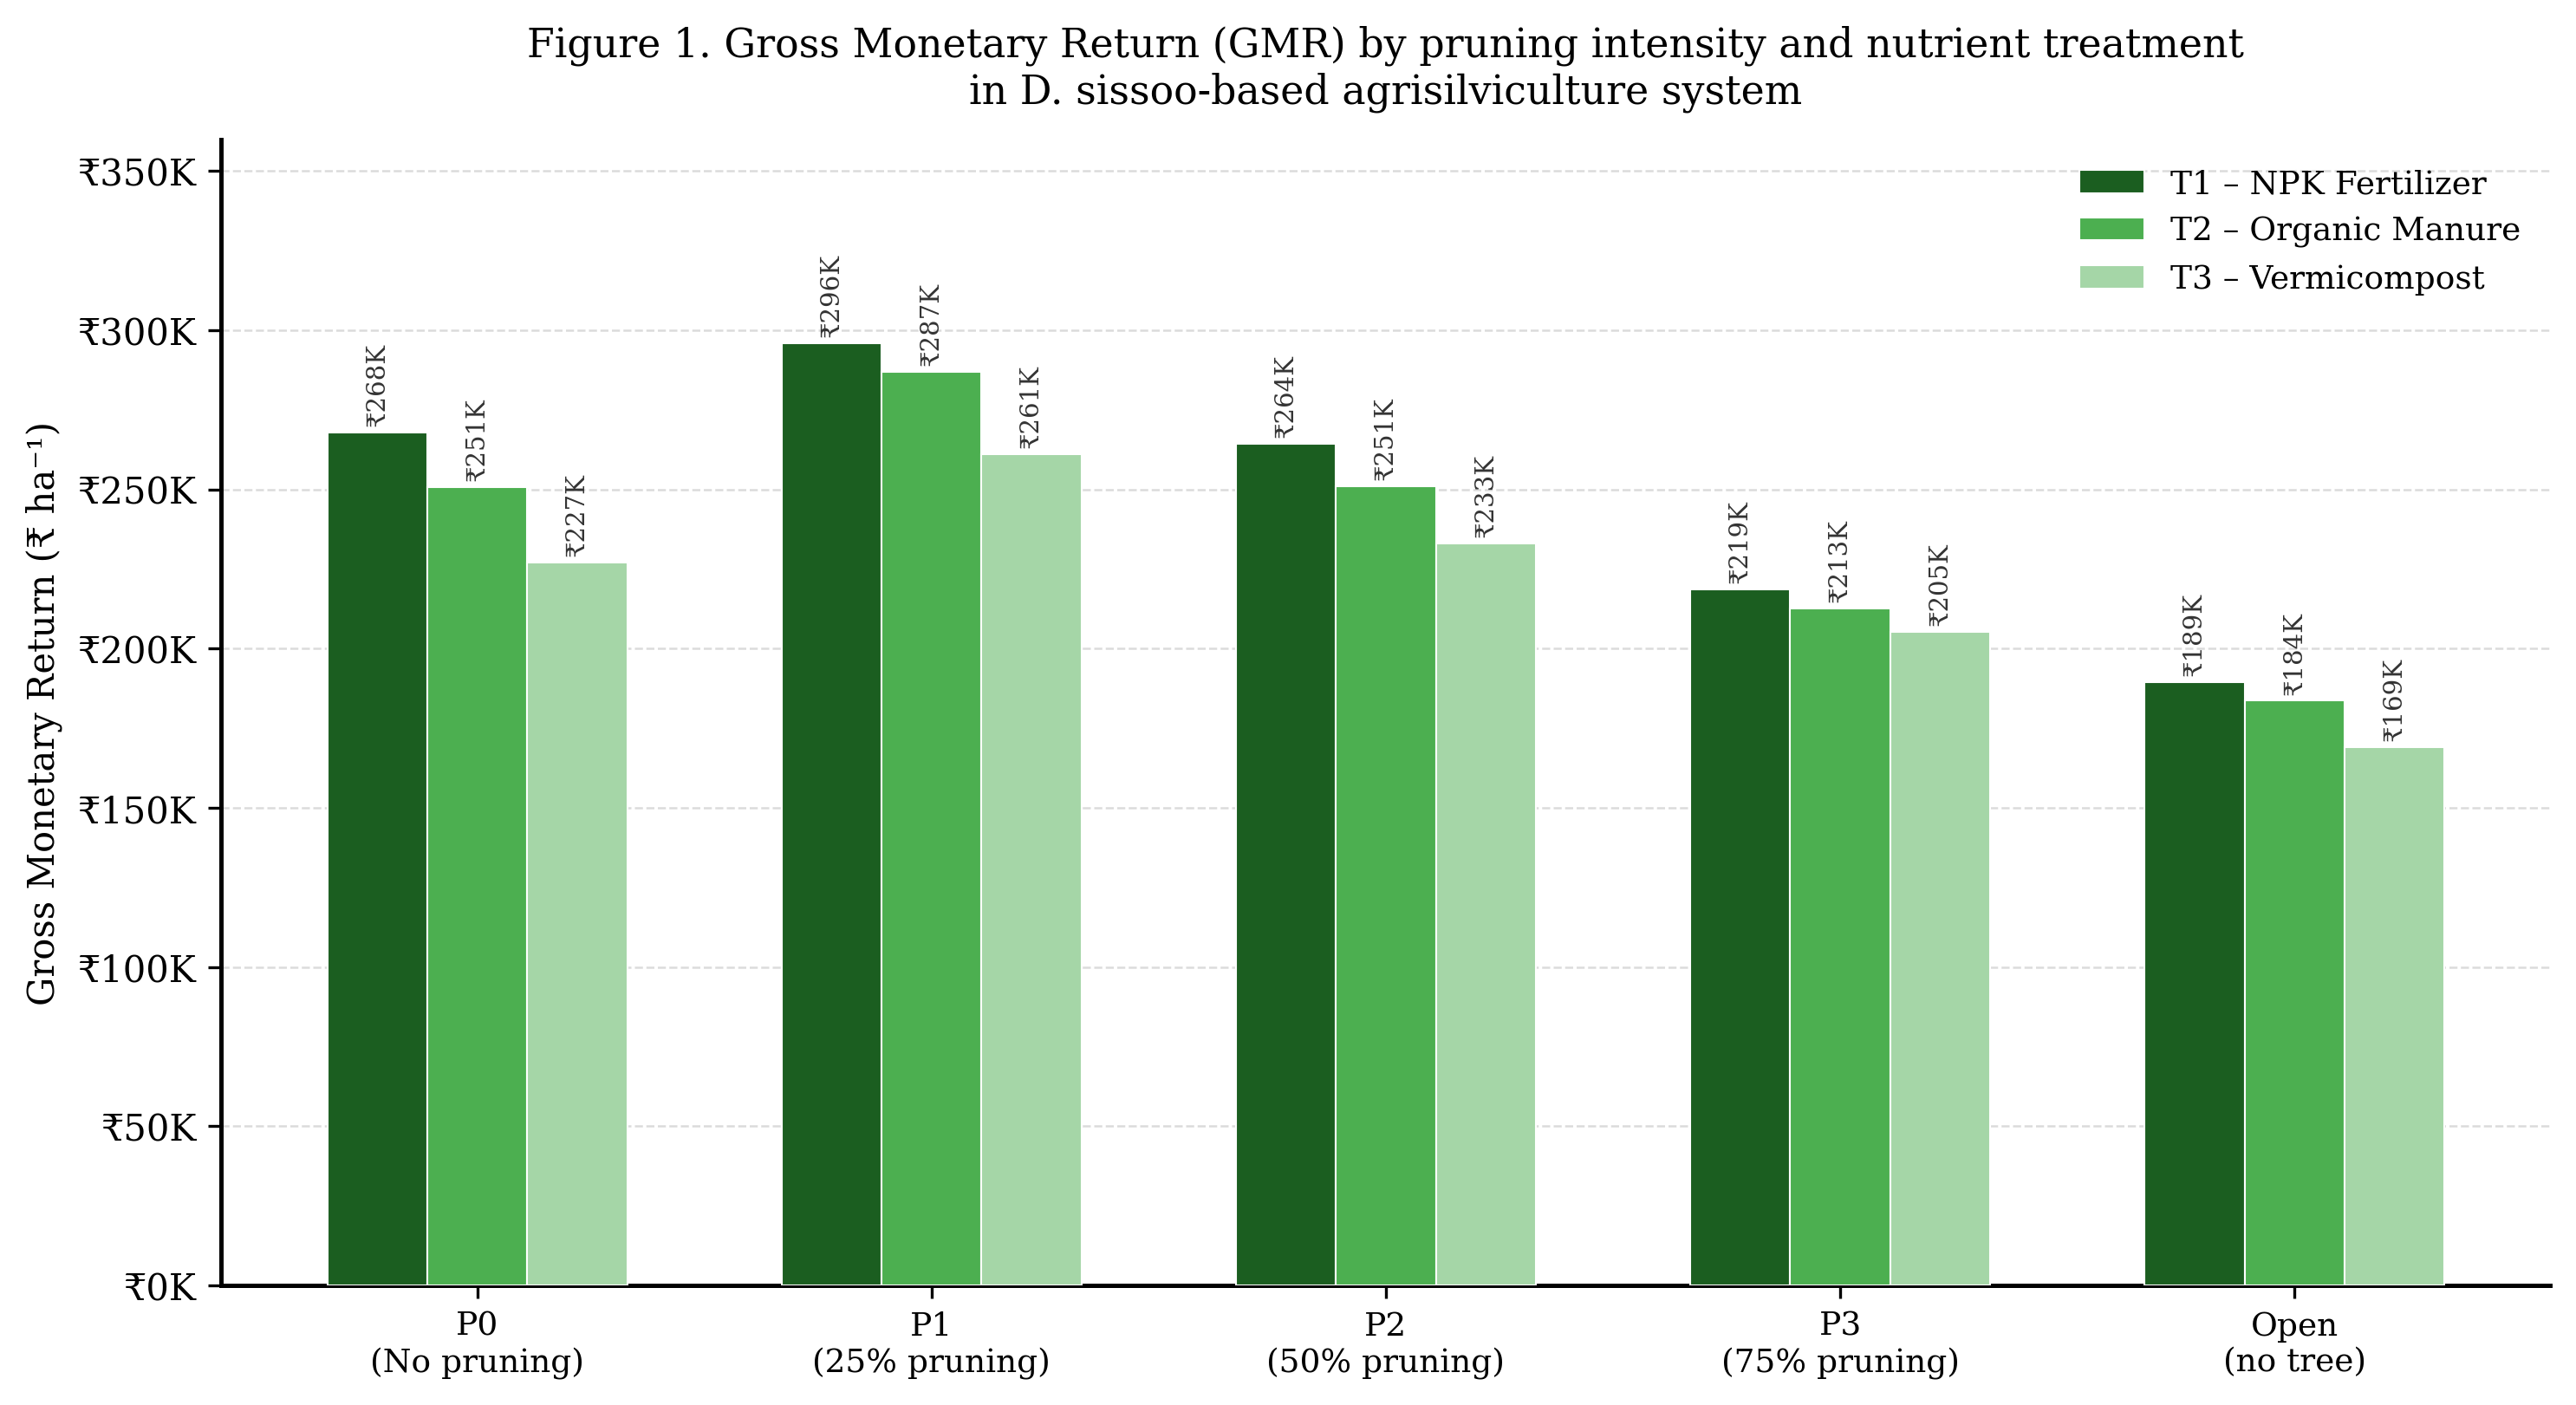 Figure 1. Gross Monetary Return (GMR) by pruning intensity and nutrient treatment
in D. sissoo-based agrisilviculture system
Gross Monetary Return (₹ ha⁻¹)
₹350K
₹300K
₹250K
₹200K
₹150K
₹100K
₹50K
₹0K
T1 – NPK Fertilizer
T2 – Organic Manure
T3 – Vermicompost
₹268K
₹251K
₹227K
₹296K
₹287K
₹261K
₹264K
₹251K
₹233K
₹219K
₹213K
₹205K
₹189K
₹184K
₹169K
P0
(No pruning)
P1
(25% pruning)
P2
(50% pruning)
P3
(75% pruning)
Open
(no tree)